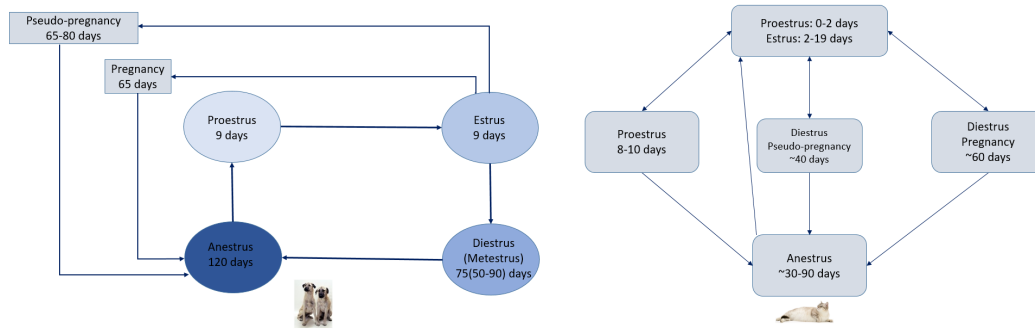 Pseudo-pregnancy
65-80 days
Pregnancy
65 days
Proestrus
9 days
Estrus
9 days
Anestrus
120 days
Diestrus
(Metestrus)
75(50-90) days
Proestrus: 0-2 days
Estrus: 2-19 days
Proestrus
8-10 days
Diestrus
Pseudo-pregnancy
~40 days
Diestrus
Pregnancy
~60 days
Anestrus
~30-90 days